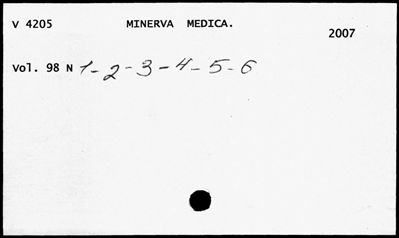 V 4205 MINERVA MEDICA.
2007
Vol. 98 N 1-2-3-4-5-6